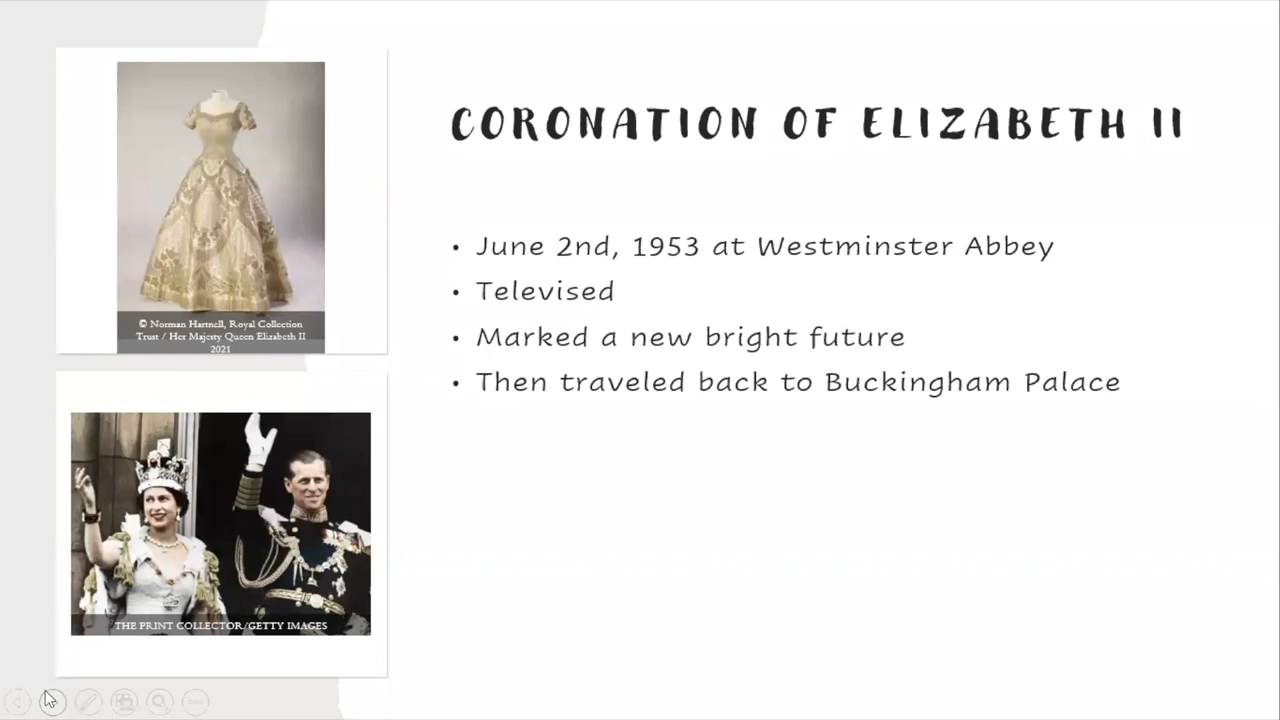 CORONATION OF ELIZABETH II
• June 2nd, 1953 at Westminster Abbey
• Televised
• Marked a new bright future
• Then traveled back to Buckingham Palace
© Norman Hartnell, Royal Collection
Trust / Her Majesty Queen Elizabeth II
2021
THE PRINT COLLECTOR/GETTY IMAGES